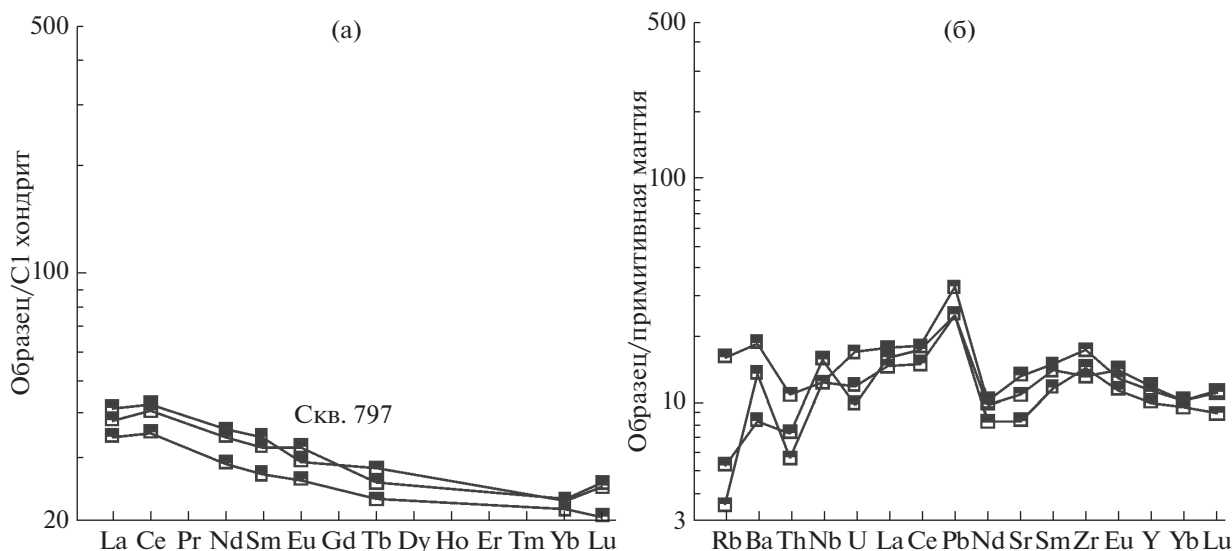 (а)
500
100
20
Образец/C1 хондрит
Скв. 797
La Ce Pr Nd Sm Eu Gd Tb Dy Ho Er Tm Yb Lu
(б)
500
100
10
3
Образец/примитивная мантия
Rb Ba Th Nb U La Ce Pb Nd Sr Sm Zr Eu Y Yb Lu